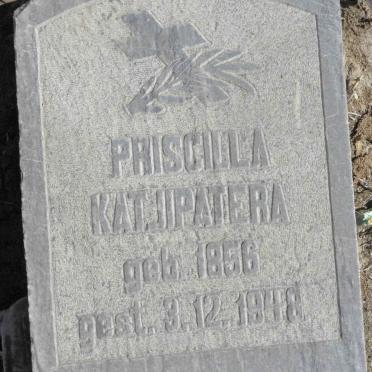 PRISCILLA
KATJIPATERA
geb. 1856
gest. 3.12.1948